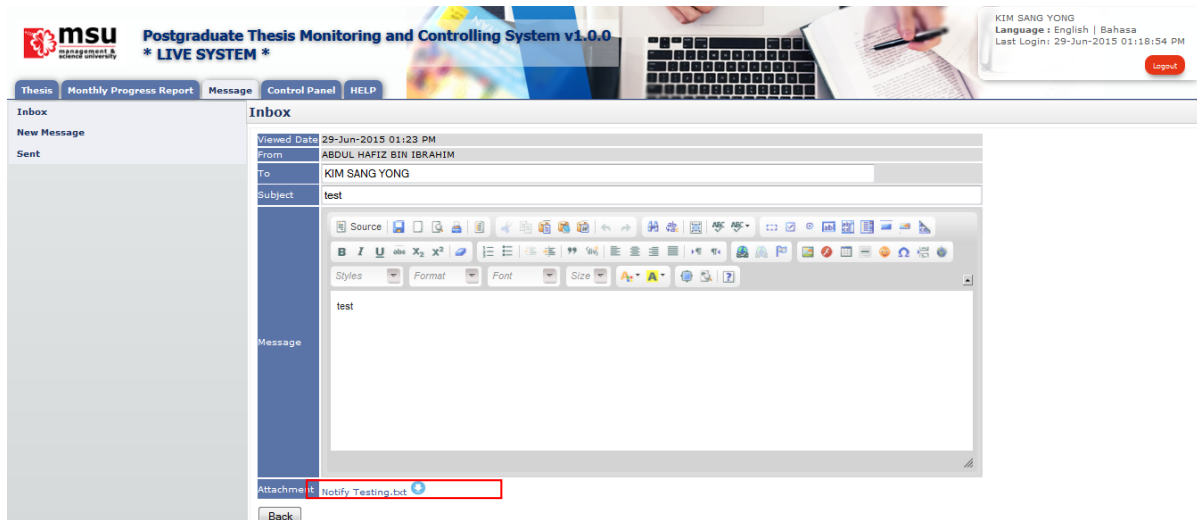 msu
management &
science university
Postgraduate Thesis Monitoring and Controlling System v1.0.0
* LIVE SYSTEM *
KIM SANG YONG
Language : English | Bahasa
Last Login: 29-Jun-2015 01:18:54 PM
Logout
Thesis Monthly Progress Report Message Control Panel HELP
Inbox
New Message
Sent
Inbox
Viewed Date 29-Jun-2015 01:23 PM
From ABDUL HAFIZ BIN IBRAHIM
To KIM SANG YONG
Subject test
Source
B I U abc X₂ X²
Styles Format Font Size A A
Message test
Attachment Notify Testing.txt
Back